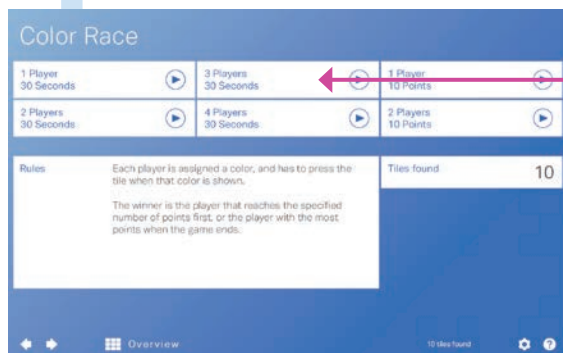 Color Race
1 Player
30 Seconds
3 Players
30 Seconds
1 Player
10 Points
2 Players
30 Seconds
4 Players
30 Seconds
2 Players
10 Points
Rules
Each player is assigned a color, and has to press the
tile when that color is shown.
The winner is the player that reaches the specified
number of points first, or the player with the most
points when the game ends.
Tiles found
10
Overview
10 tiles found
?